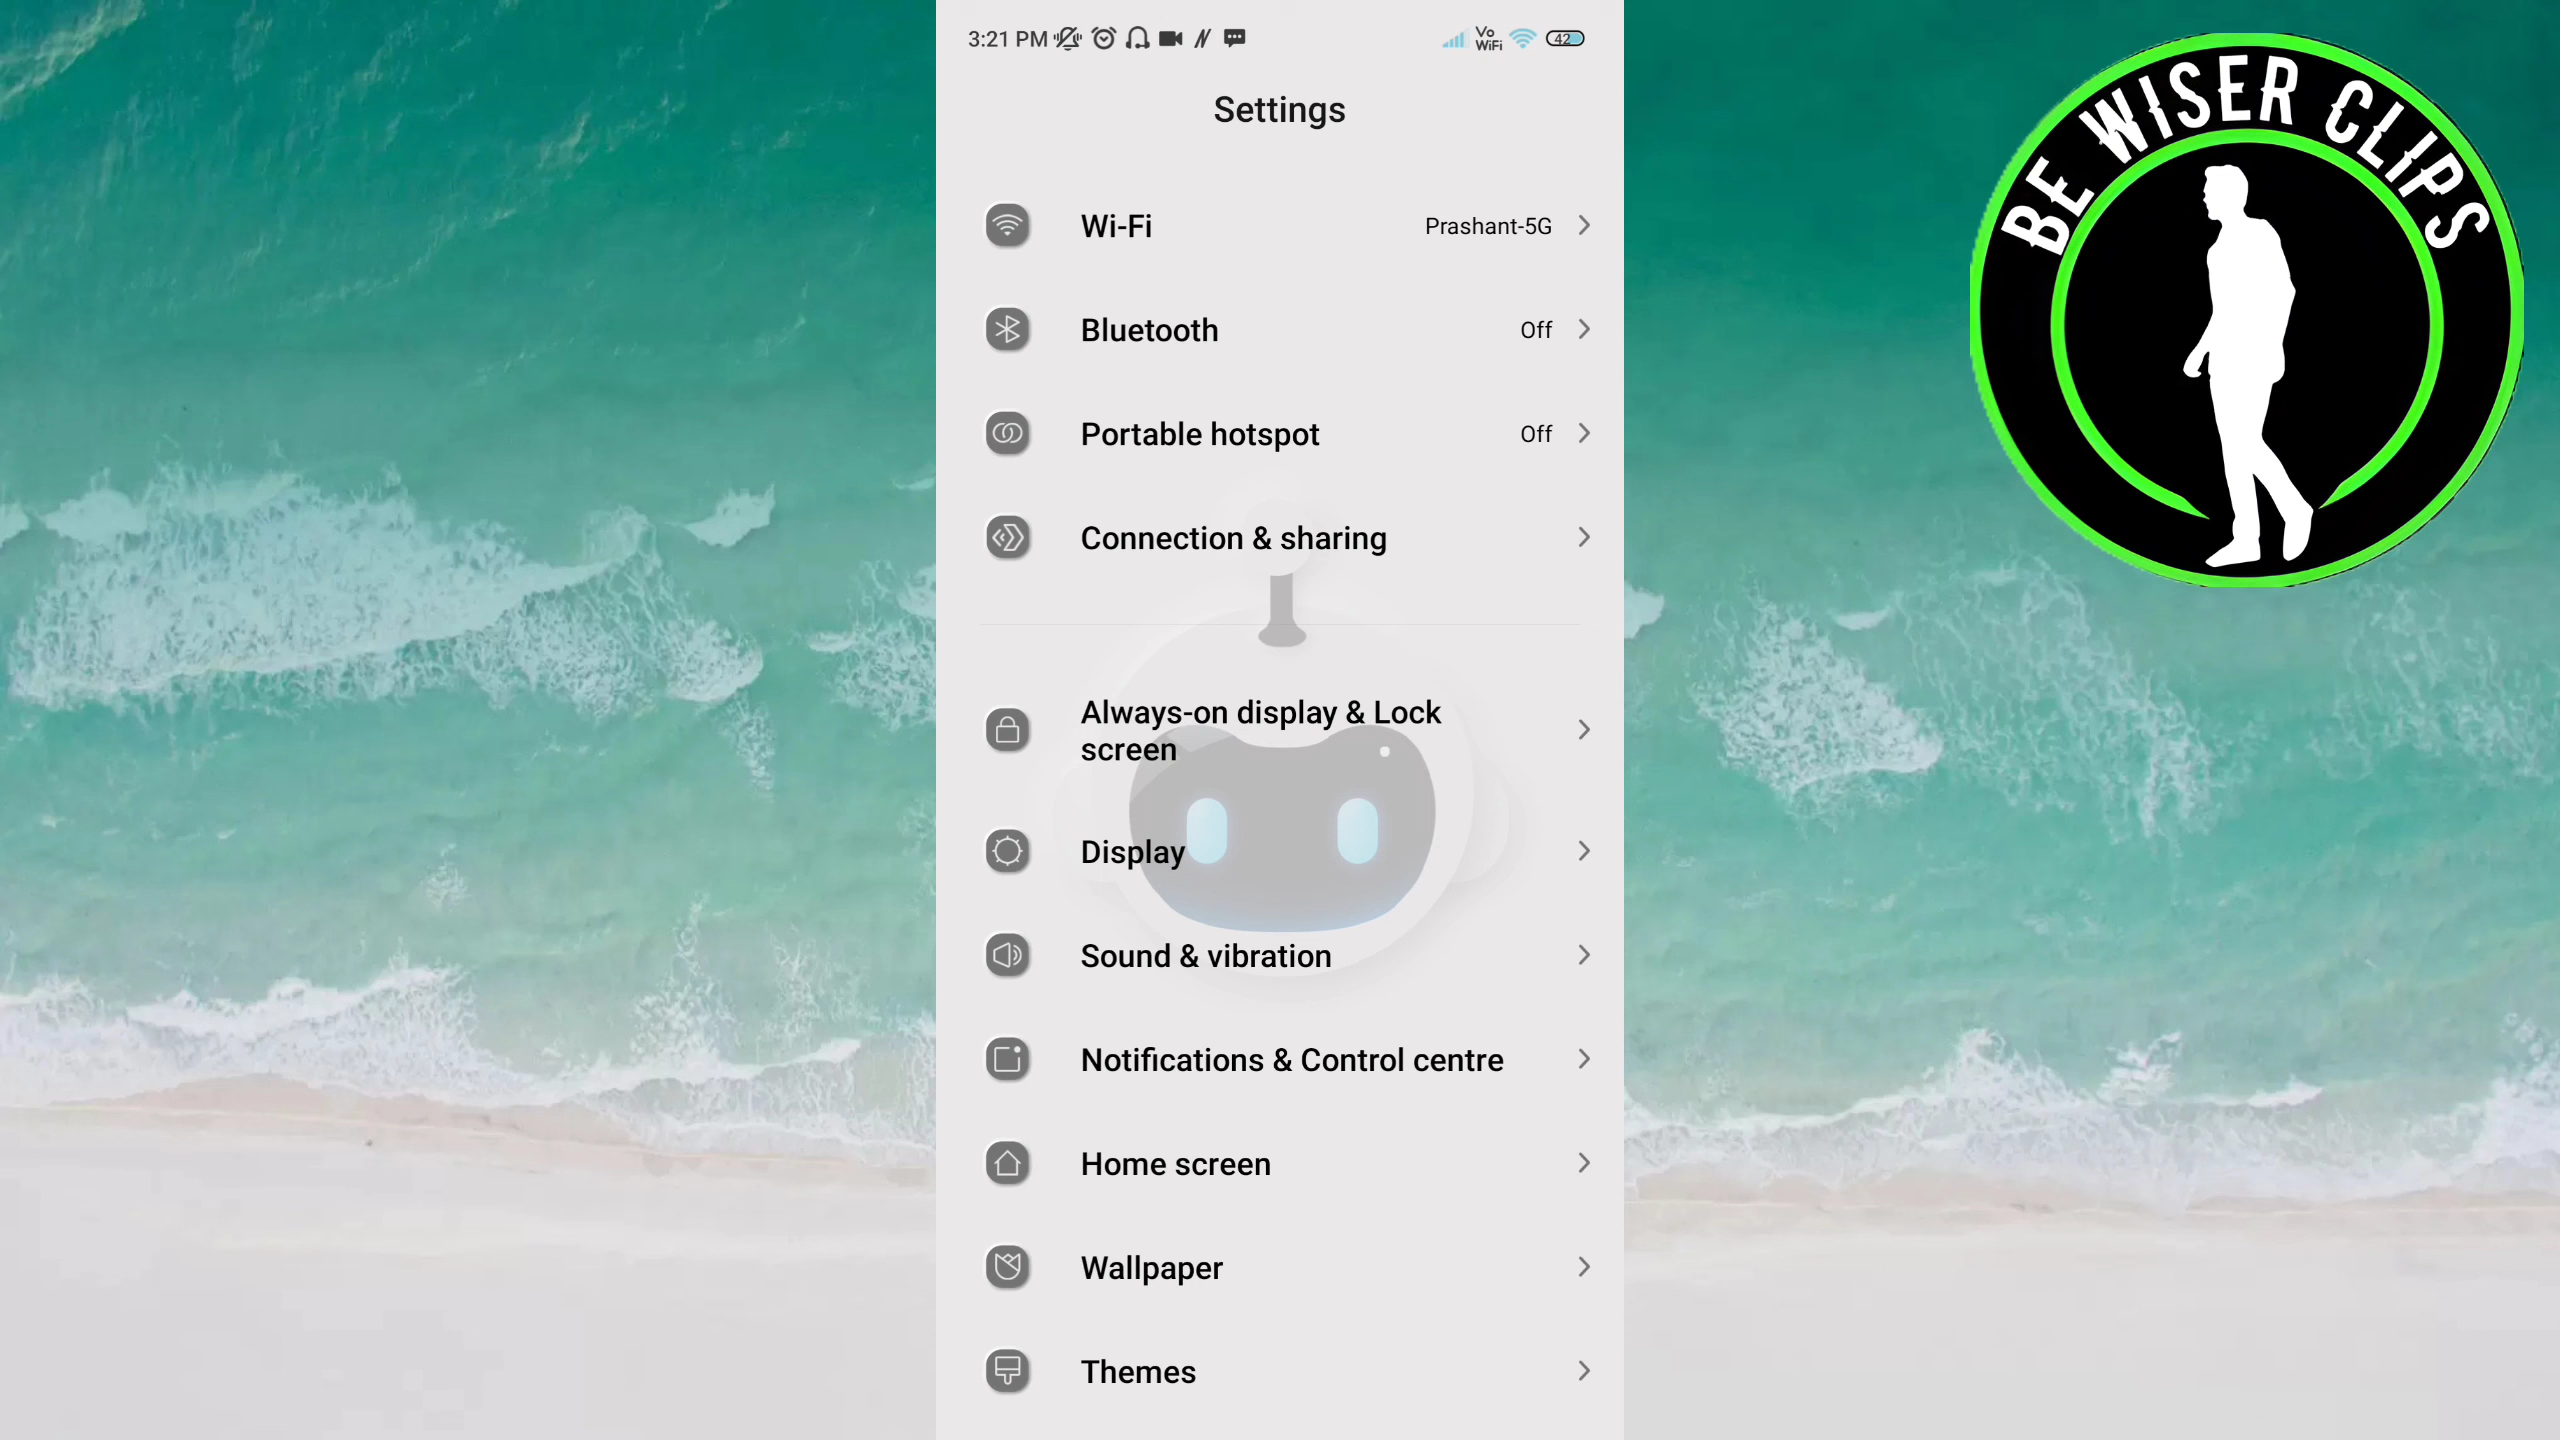 3:21 PM
Vo
WiFi
42
Settings
BE WISER CLIPS
Wi-Fi
Prashant-5G
Bluetooth
Off
Portable hotspot
Off
Connection & sharing
Always-on display & Lock
screen
Display
Sound & vibration
Notifications & Control centre
Home screen
Wallpaper
Themes